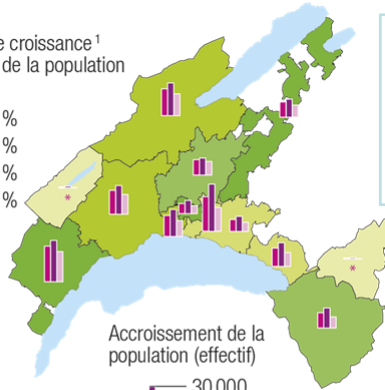 e croissance¹
de la population
%
%
%
%
*
*
Accroissement de la
population (effectif)
30 000